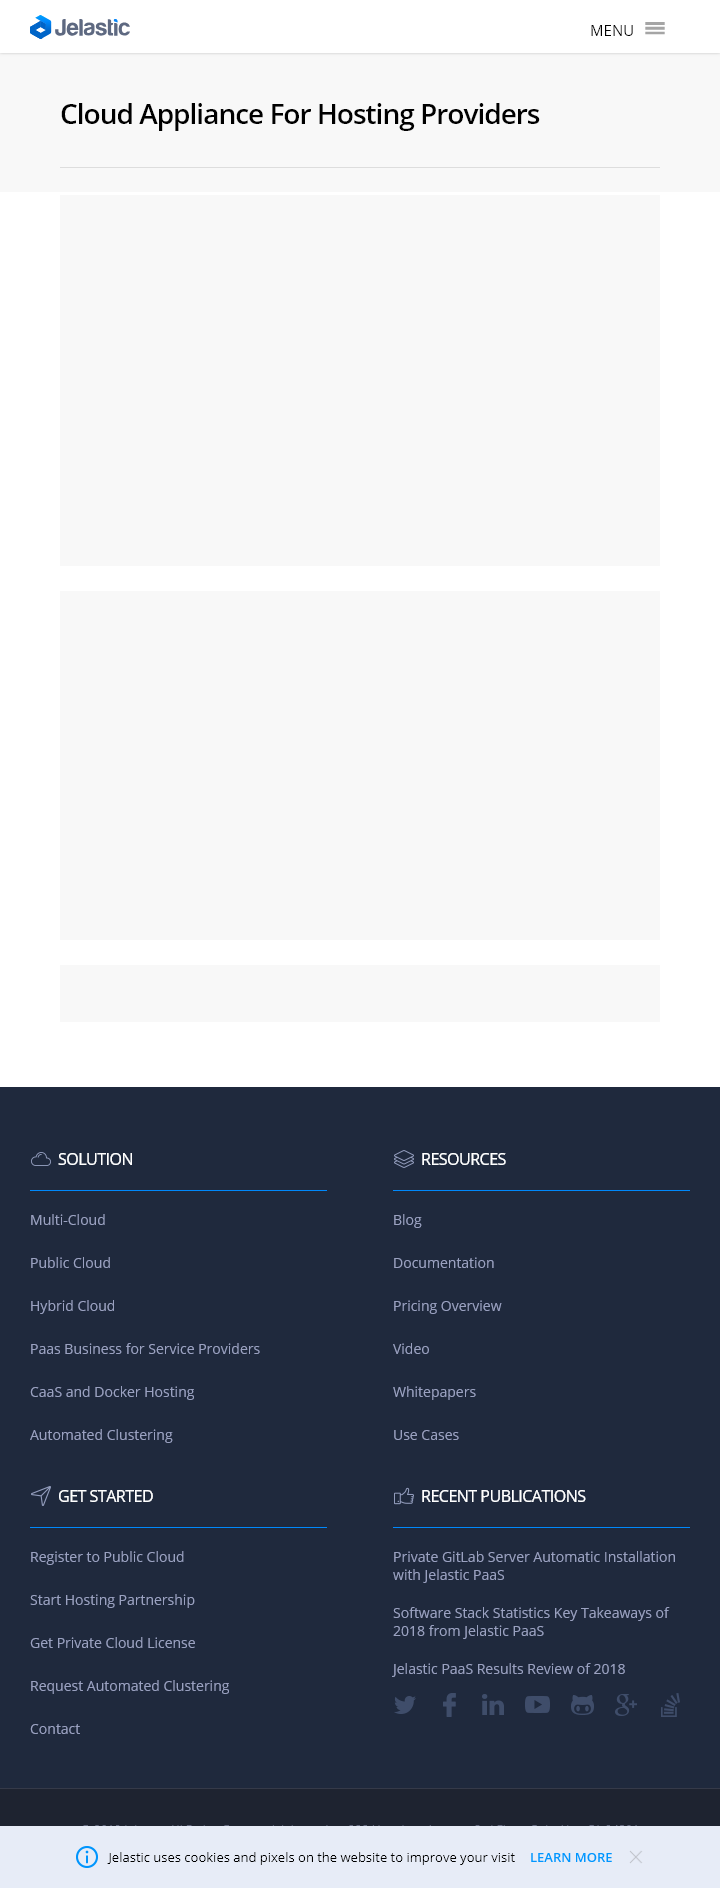 Jelastic
MENU
Cloud Appliance For Hosting Providers
SOLUTION
Multi-Cloud
Public Cloud
Hybrid Cloud
Paas Business for Service Providers
CaaS and Docker Hosting
Automated Clustering
RESOURCES
Blog
Documentation
Pricing Overview
Video
Whitepapers
Use Cases
GET STARTED
Register to Public Cloud
Start Hosting Partnership
Get Private Cloud License
Request Automated Clustering
Contact
RECENT PUBLICATIONS
Private GitLab Server Automatic Installation
with Jelastic PaaS
Software Stack Statistics Key Takeaways of
2018 from Jelastic PaaS
Jelastic PaaS Results Review of 2018
Jelastic uses cookies and pixels on the website to improve your visit LEARN MORE